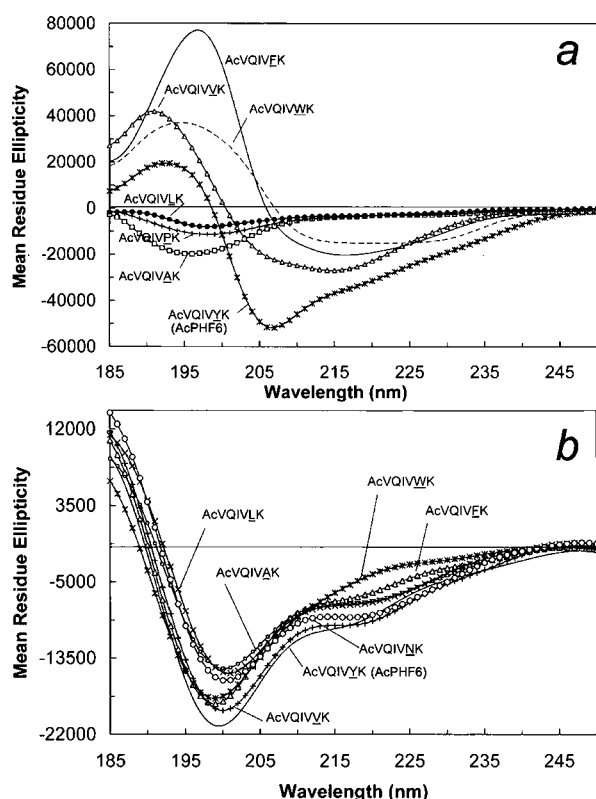 a
80000
60000
40000
20000
0
-20000
-40000
-60000
Mean Residue Ellipticity
AcVQIVFK
AcVQIVVK
AcVQIVWK
AcVQIVLK
AcVQIVPK
AcVQIVAK
AcVQIVYK
(AcPHF6)
185 195 205 215 225 235 245
Wavelength (nm)
b
12000
3500
-5000
-13500
-22000
Mean Residue Ellipticity
AcVQIVWK
AcVQIVFK
AcVQIVLK
AcVQIVAK
AcVQIVNK
AcVQIVYK (AcPHF6)
AcVQIVVK
185 195 205 215 225 235 245
Wavelength (nm)